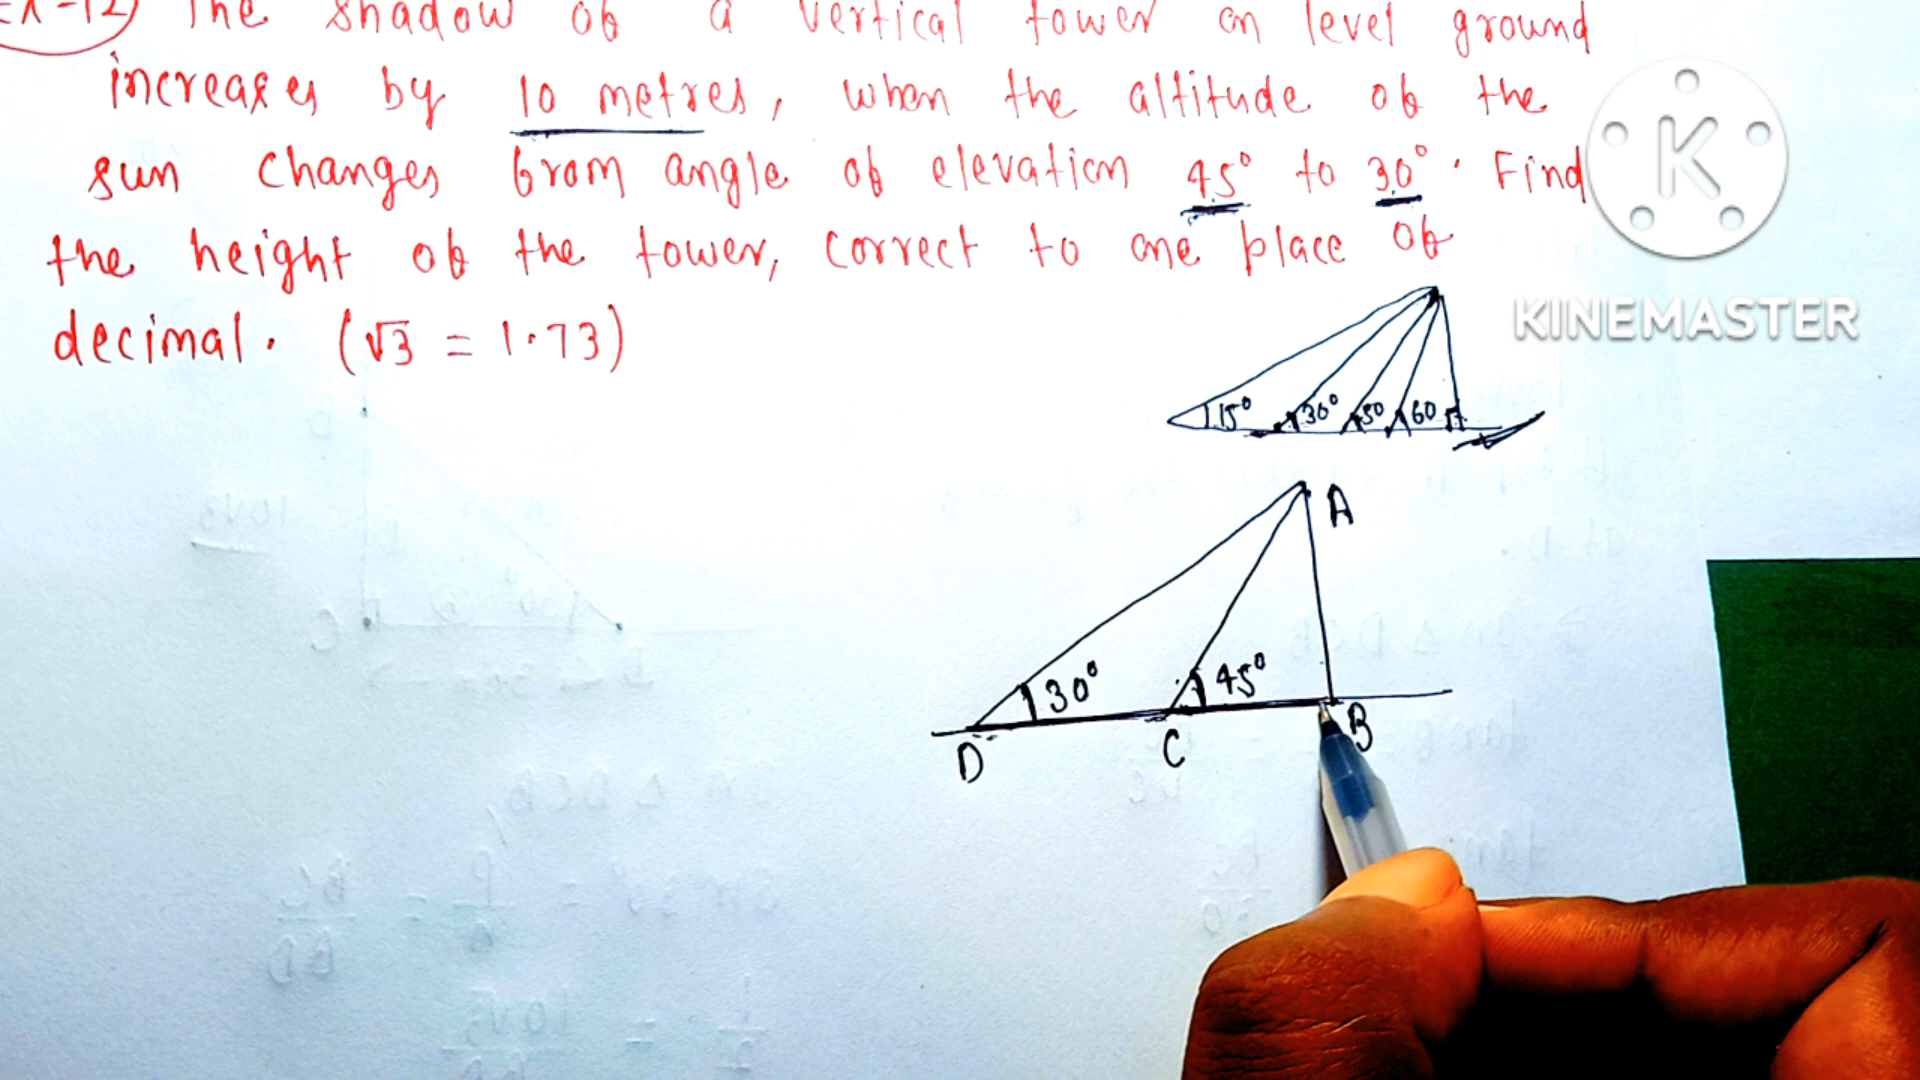 The shadow of a vertical tower on level ground
increases by 10 metres, when the altitude of the
sun changes from angle of elevation 45° to 30°. Find
the height of the tower, correct to one place of
decimal. (√3 = 1.73)
K
KINEMASTER
15° 30° 50 60
A
30° 45°
D C B